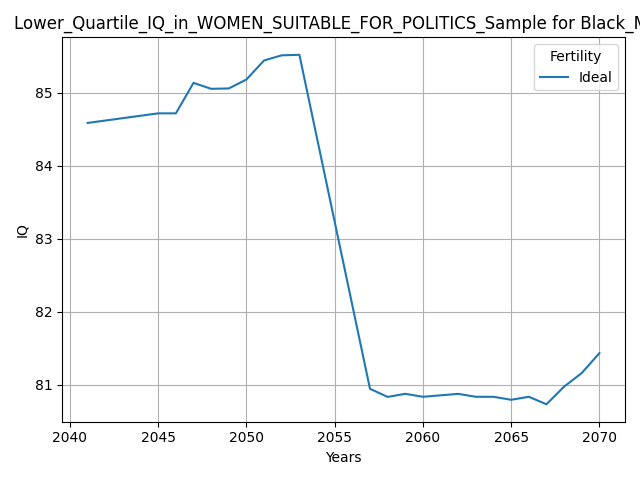 Lower_Quartile_IQ_in_WOMEN_SUITABLE_FOR_POLITICS_Sample for Black_M
Fertility
Ideal
IQ
85
84
83
82
81
2040 2045 2050 2055 2060 2065 2070
Years